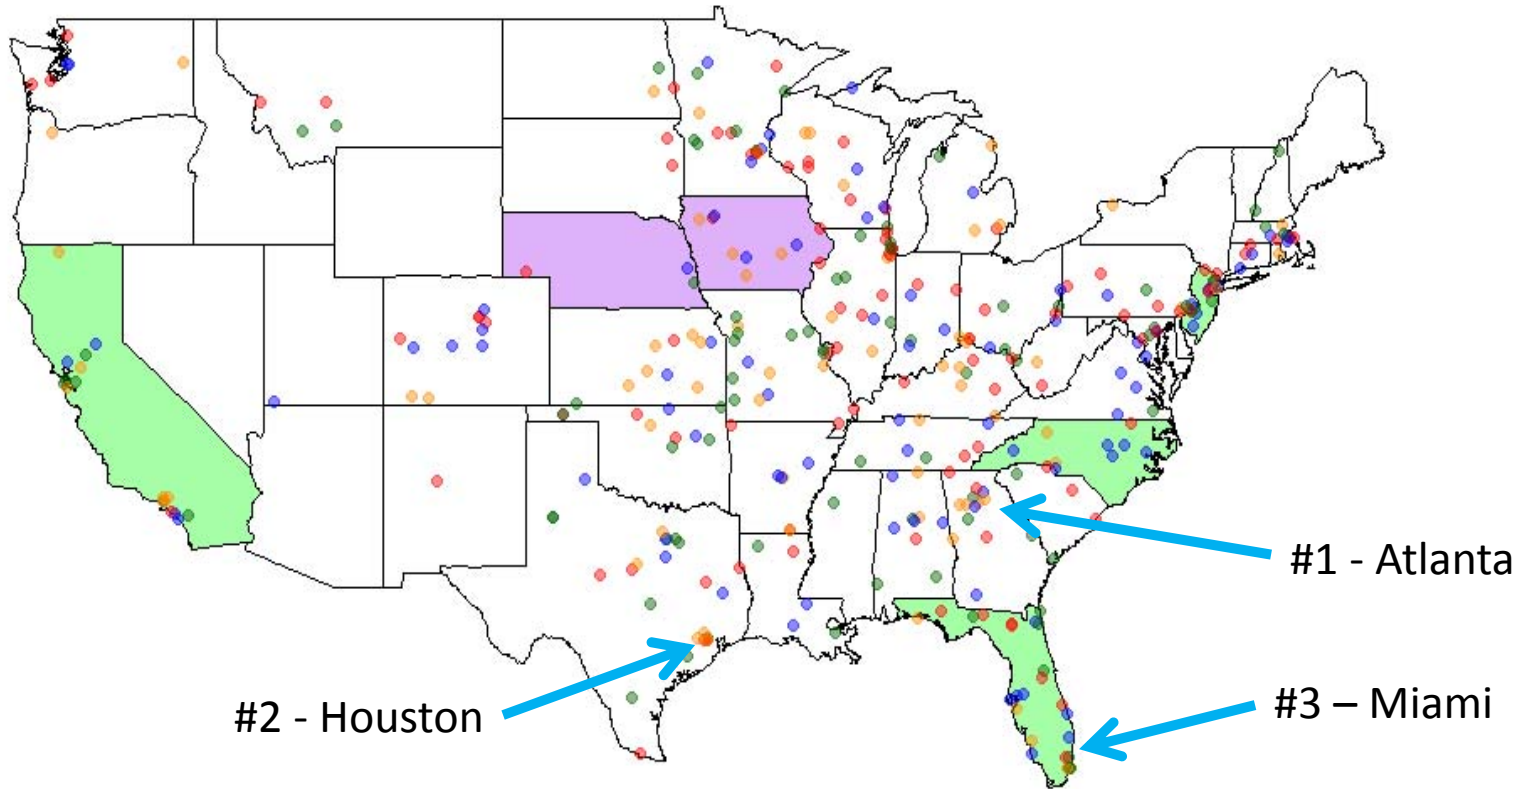 #1 - Atlanta
#2 - Houston
#3 – Miami